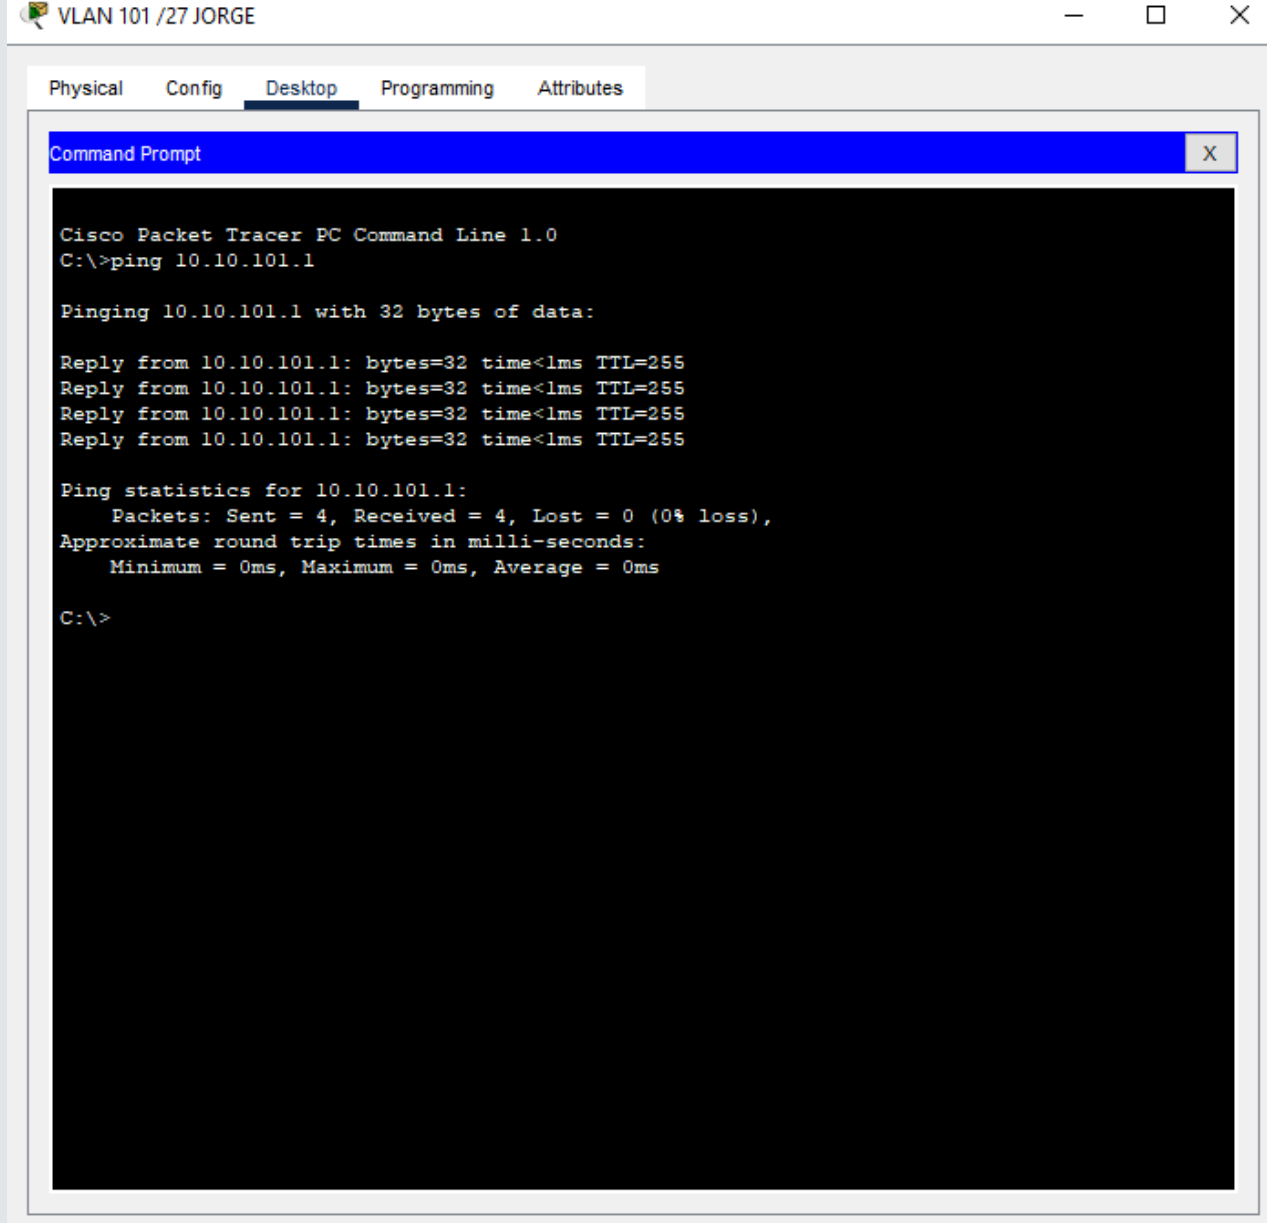 VLAN 101 /27 JORGE
Physical Config Desktop Programming Attributes
Command Prompt X
Cisco Packet Tracer PC Command Line 1.0
C:\>ping 10.10.101.1
Pinging 10.10.101.1 with 32 bytes of data:
Reply from 10.10.101.1: bytes=32 time<1ms TTL=255
Reply from 10.10.101.1: bytes=32 time<1ms TTL=255
Reply from 10.10.101.1: bytes=32 time<1ms TTL=255
Reply from 10.10.101.1: bytes=32 time<1ms TTL=255
Ping statistics for 10.10.101.1:
    Packets: Sent = 4, Received = 4, Lost = 0 (0% loss),
Approximate round trip times in milli-seconds:
    Minimum = 0ms, Maximum = 0ms, Average = 0ms
C:\>